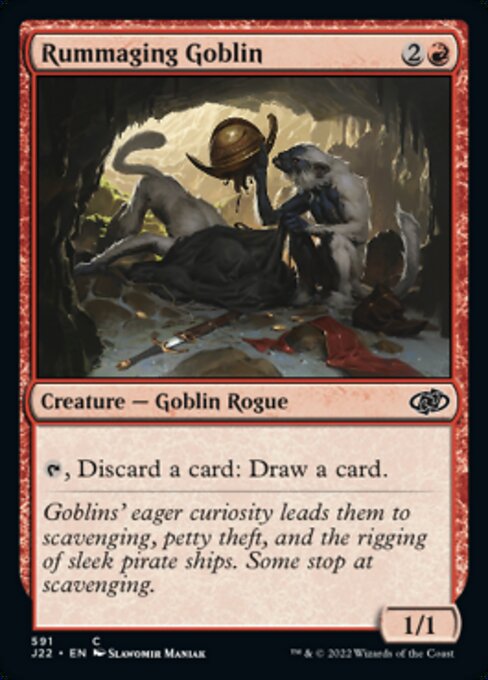 Rummaging Goblin 2
Creature — Goblin Rogue
, Discard a card: Draw a card.
Goblins' eager curiosity leads them to
scavenging, petty theft, and the rigging
of sleek pirate ships. Some stop at
scavenging.
1/1
591 C
J22 • EN Slawomir Maniak ™ & © 2022 Wizards of the Coast